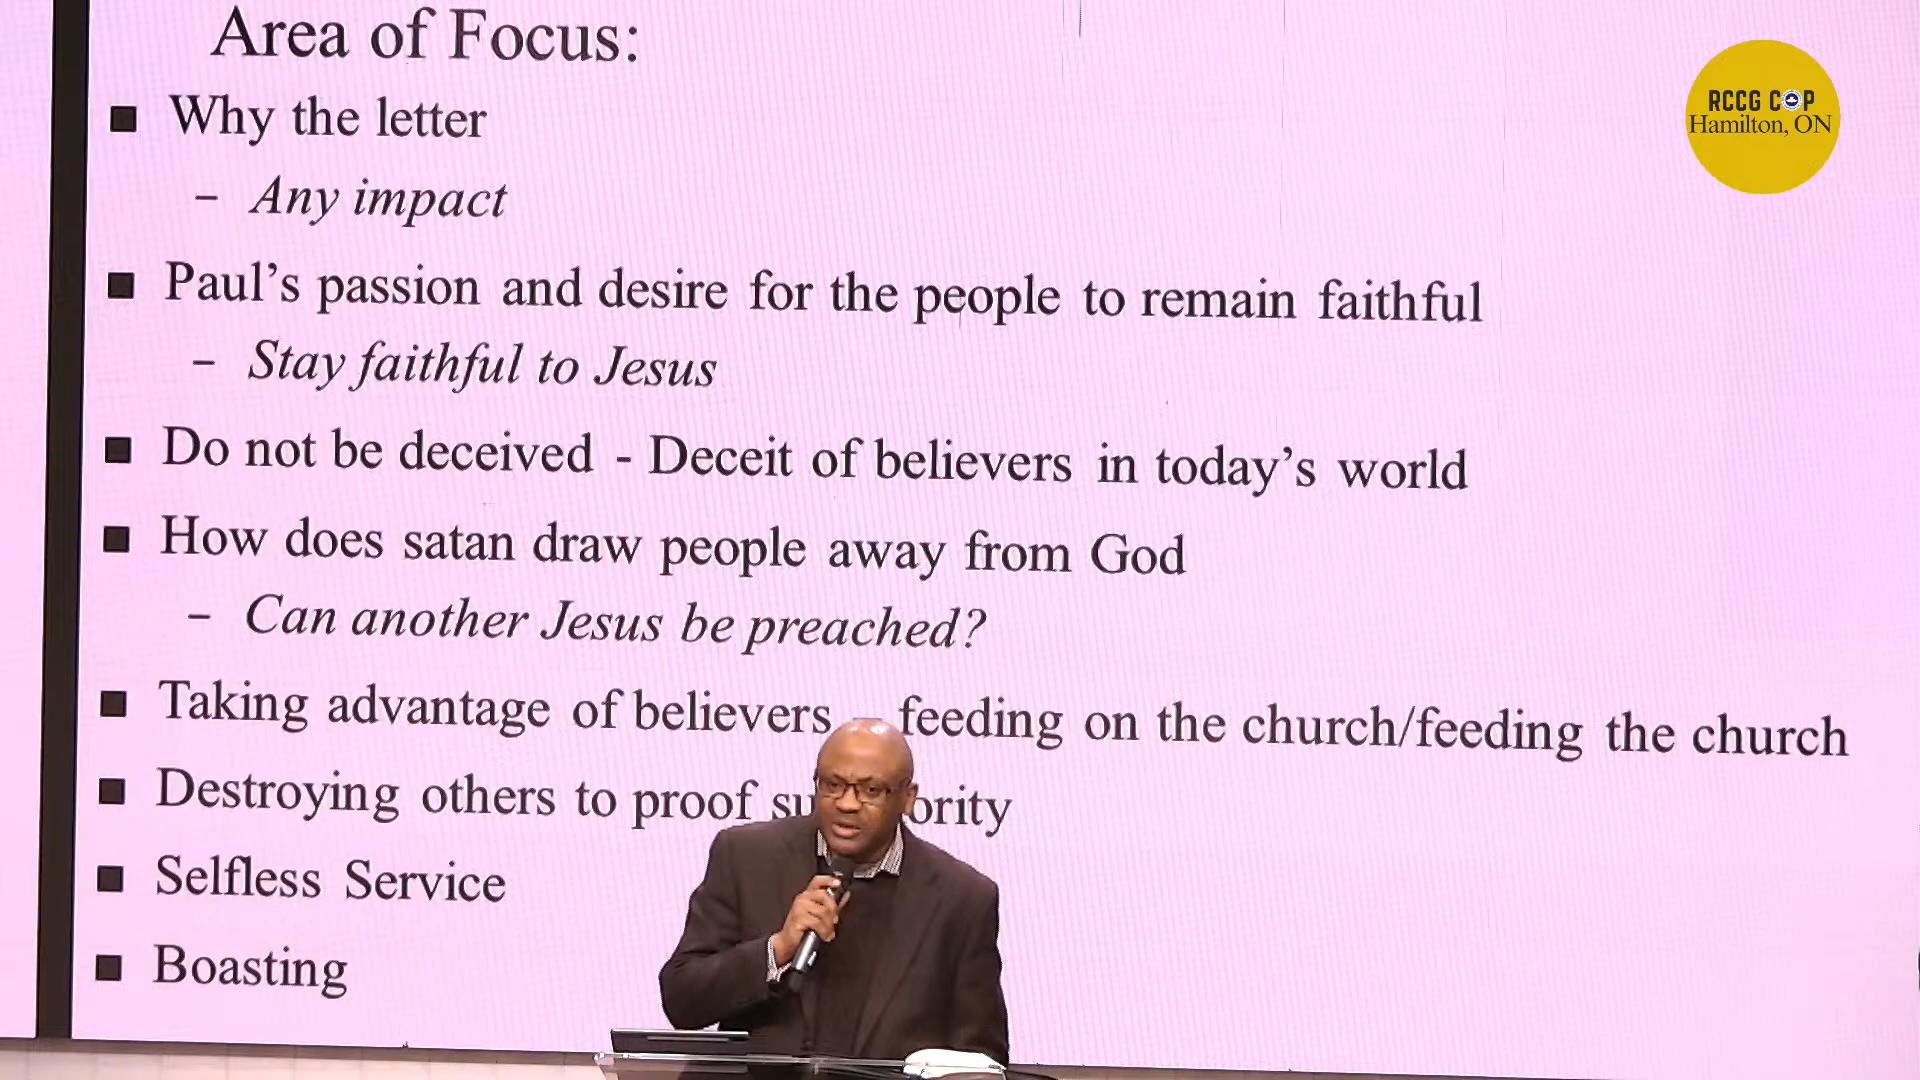 Area of Focus:
RCCG COP
Hamilton, ON
■ Why the letter
– Any impact
■ Paul's passion and desire for the people to remain faithful
– Stay faithful to Jesus
■ Do not be deceived - Deceit of believers in today's world
■ How does satan draw people away from God
– Can another Jesus be preached?
■ Taking advantage of believers – feeding on the church/feeding the church
■ Destroying others to proof
■ Selfless Service
■ Boasting